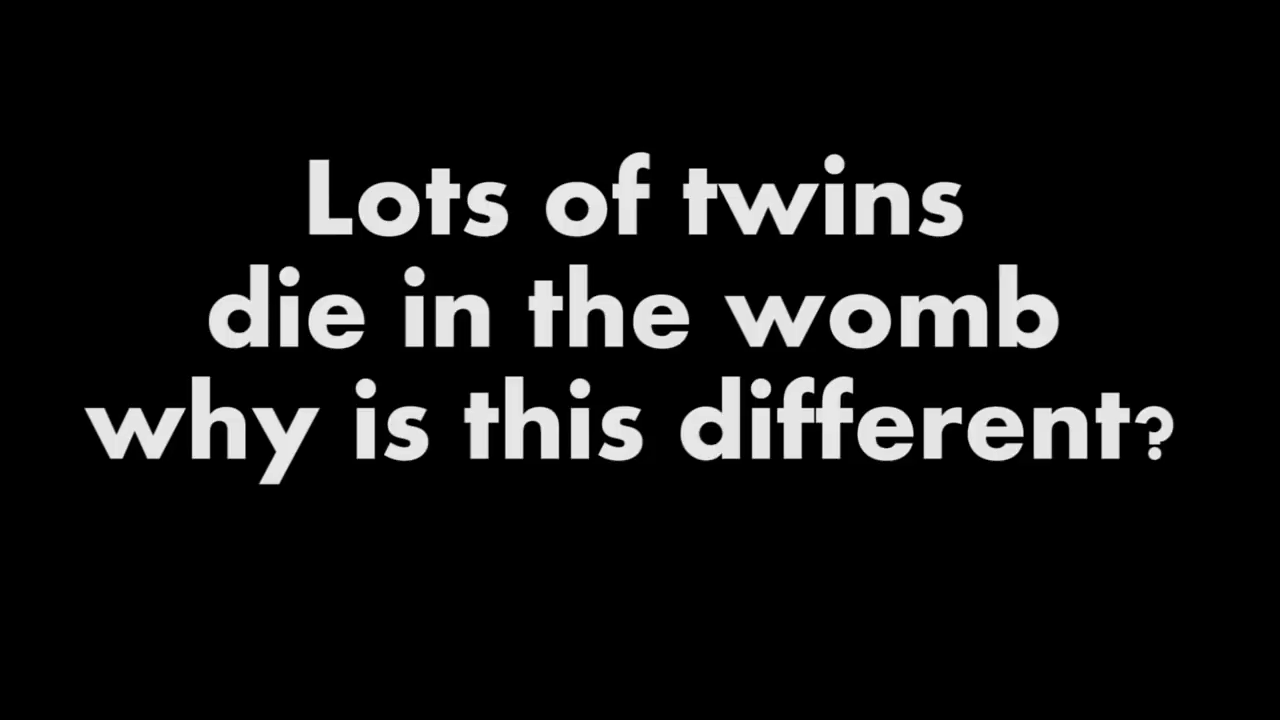 Lots of twins
die in the womb
why is this different?